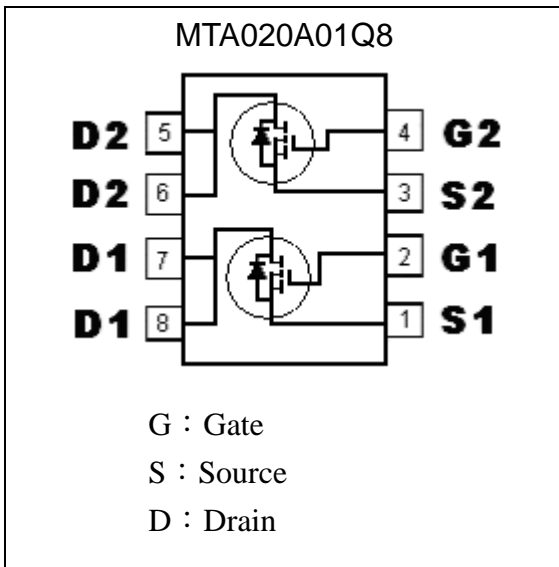 MTA020A01Q8
D2 5 4 G2
D2 6 3 S2
D1 7 2 G1
D1 8 1 S1
G：Gate
S：Source
D：Drain